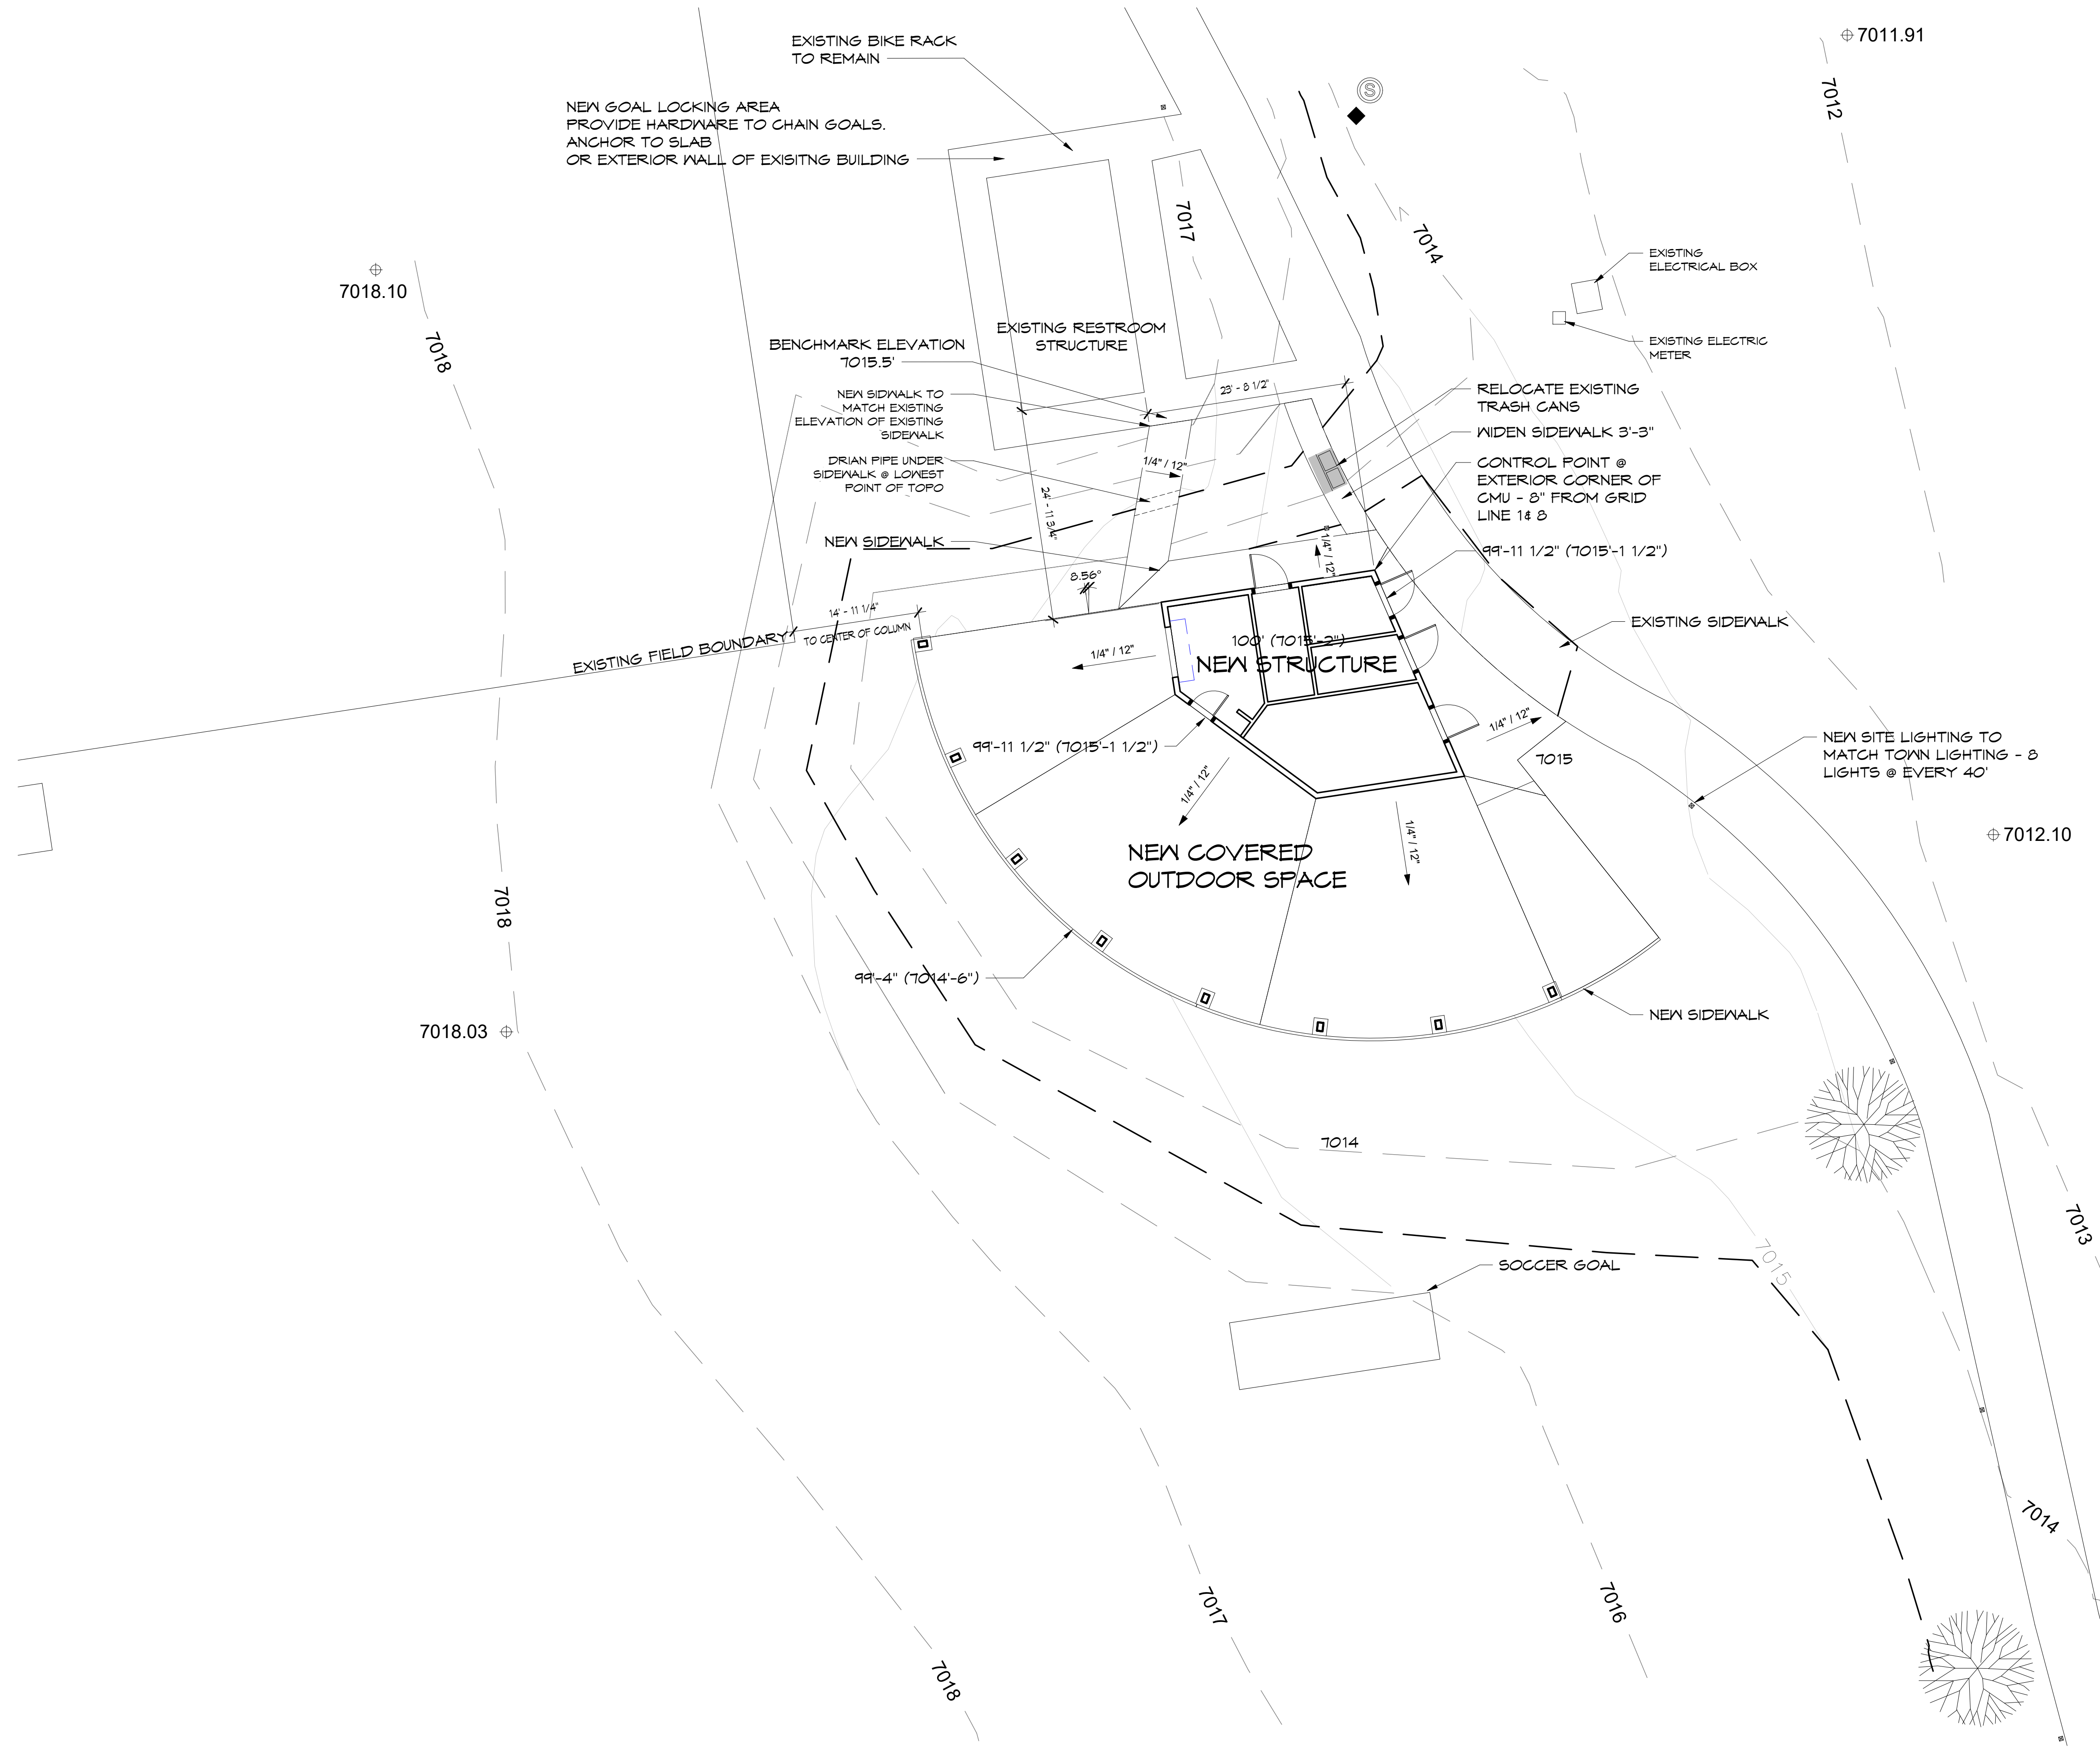 EXISTING BIKE RACK
TO REMAIN
7011.91
S
7012
NEW GOAL LOCKING AREA
PROVIDE HARDWARE TO CHAIN GOALS.
ANCHOR TO SLAB
OR EXTERIOR WALL OF EXISITNG BUILDING
7017
7014
EXISTING
ELECTRICAL BOX
7018.10
7018
EXISTING RESTROOM
STRUCTURE
BENCHMARK ELEVATION
7015.5'
EXISTING ELECTRIC
METER
23' - 8 1/2"
NEW SIDWALK TO
MATCH EXISTING
ELEVATION OF EXISTING
SIDEWALK
RELOCATE EXISTING
TRASH CANS
WIDEN SIDEWALK 3'-3"
DRIAN PIPE UNDER
SIDEWALK @ LOWEST
POINT OF TOPO
1/4" / 12"
CONTROL POINT @
EXTERIOR CORNER OF
CMU - 8" FROM GRID
LINE 1& 8
24' - 11 3/4"
NEW SIDEWALK
1/4" / 12"
99'-11 1/2" (7015'-1 1/2")
8.56°
14' - 11 1/4"
TO CENTER OF COLUMN
EXISTING FIELD BOUNDARY
EXISTING SIDEWALK
1/4" / 12"
100' (7015'-2")
NEW STRUCTURE
1/4" / 12"
99'-11 1/2" (7015'-1 1/2")
7015
NEW SITE LIGHTING TO
MATCH TOWN LIGHTING - 8
LIGHTS @ EVERY 40'
1/4" / 12"
1/4" / 12"
7012.10
NEW COVERED
OUTDOOR SPACE
7018
99'-4" (7014'-6")
NEW SIDEWALK
7018.03
7014
7013
7015
SOCCER GOAL
7014
7017
7016
7018